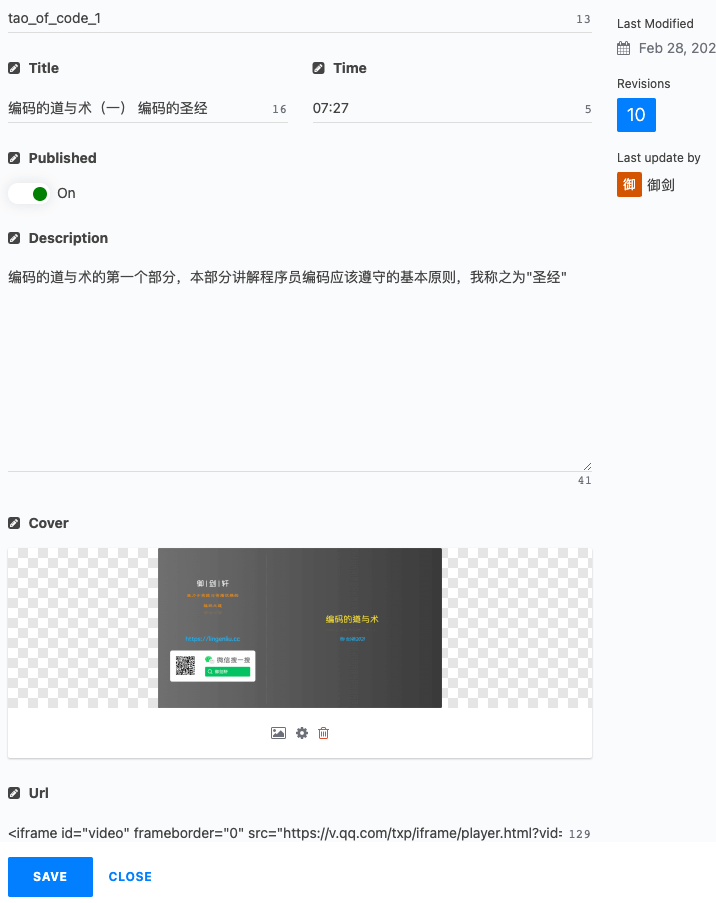 tao_of_code_1
13
Last Modified
Feb 28, 202
Title
Time
Revisions
编码的道与术（一） 编码的圣经
16
07:27
5
10
Published
Last update by
On
御
御剑
Description
编码的道与术的第一个部分，本部分讲解程序员编码应该遵守的基本原则，我称之为"圣经"
41
Cover
御|剑|轩
编码的道与术
微信搜一搜
Url
<iframe id="video" frameborder="0" src="https://v.qq.com/txp/iframe/player.html?vid=
129
SAVE
CLOSE